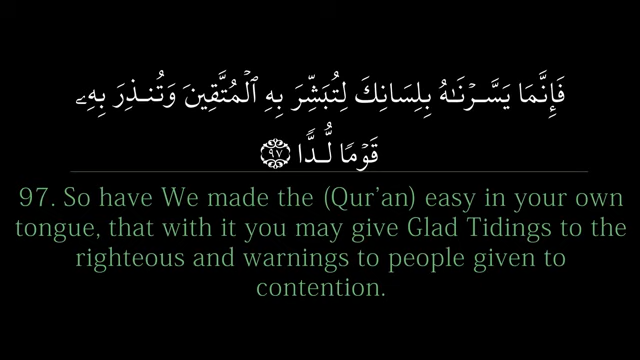 فَإِنَّمَا يَسَّرْنَـٰهُ بِلِسَانِكَ لِتُبَشِّرَ بِهِ ٱلْمُتَّقِينَ وَتُنذِرَ بِهِۦ
قَوْمًا لُّدًّا ٩٧
97. So have We made the (Qur’an) easy in your own
tongue, that with it you may give Glad Tidings to the
righteous and warnings to people given to
contention.